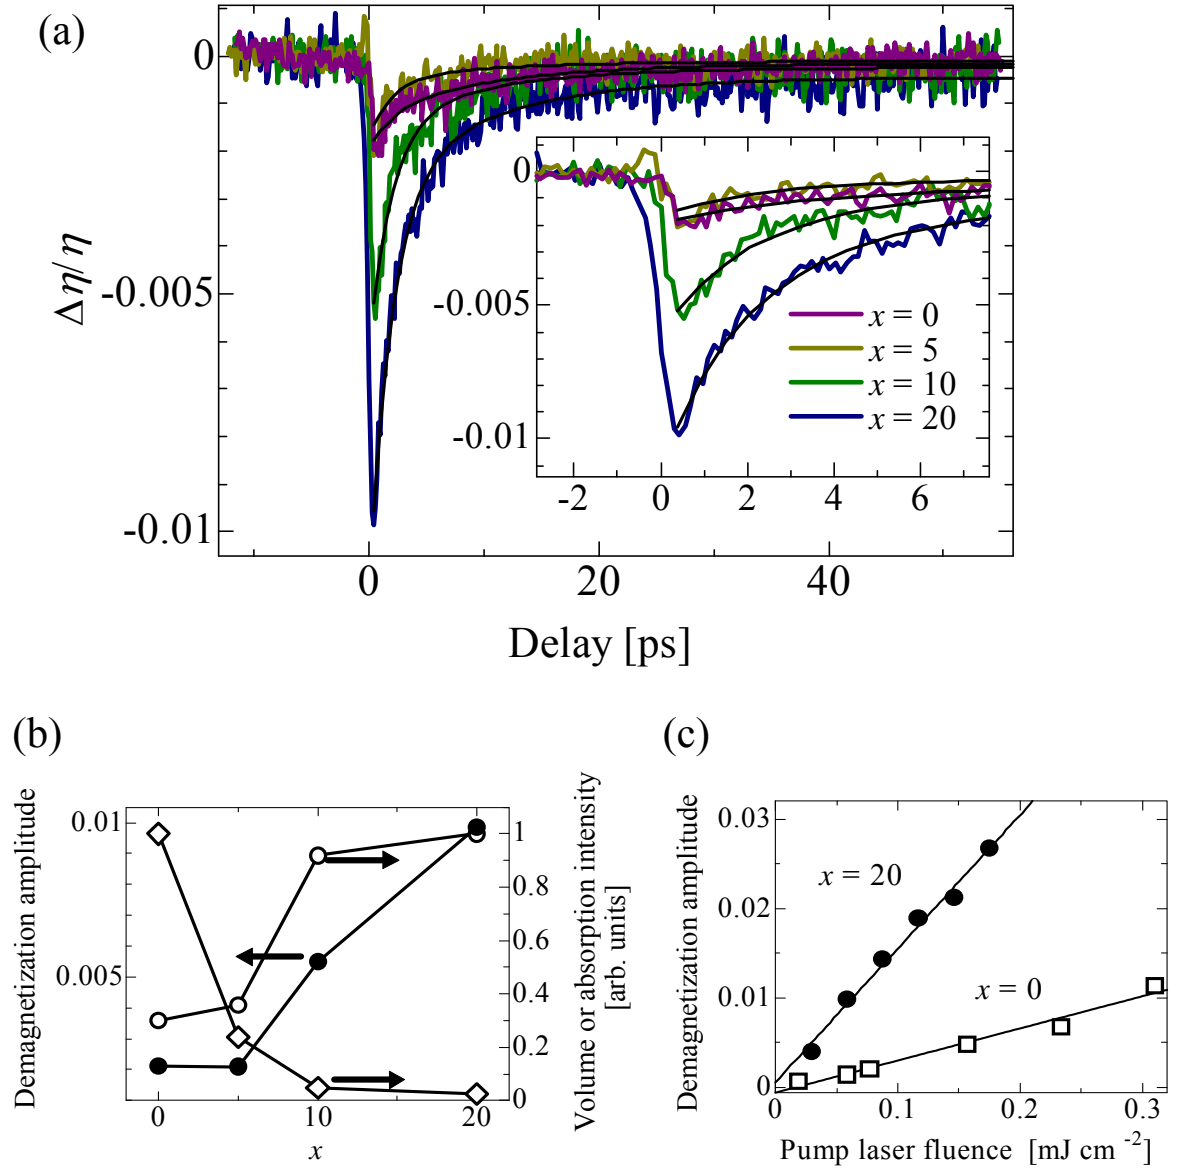 (a)
0
-0.005
-0.01
Δη/η
0
20
40
Delay [ps]
0
-0.005
-0.01
-2
0
2
4
6
x = 0
x = 5
x = 10
x = 20
(b)
Demagnetization amplitude
0.01
0.005
0
10
20
x
1
0.8
0.6
0.4
0.2
0
Volume or absorption intensity
[arb. units]
(c)
Demagnetization amplitude
0.03
0.02
0.01
0
0
0.1
0.2
0.3
x = 20
x = 0
Pump laser fluence [mJ cm -2]